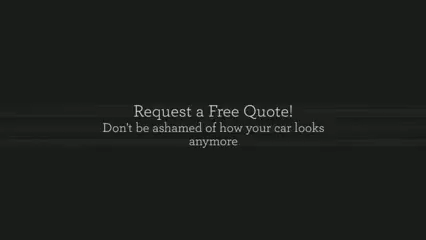 Request a Free Quote!
Don't be ashamed of how your car looks
anymore